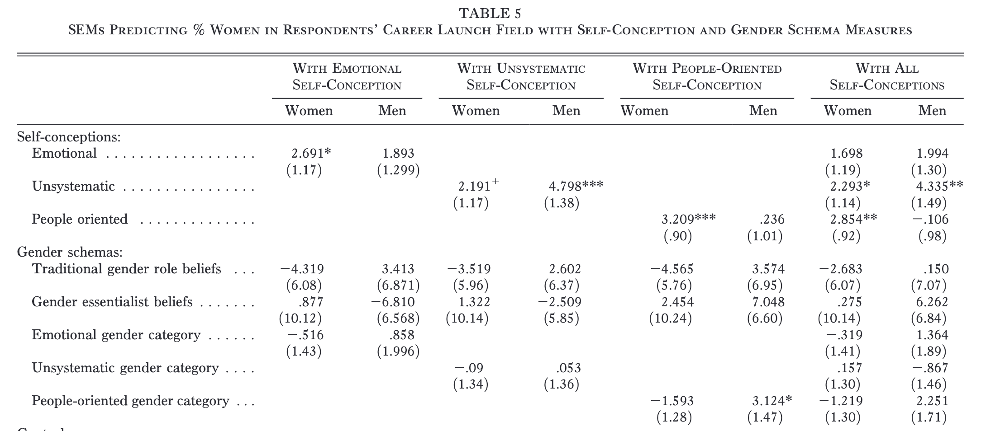 TABLE 5
SEMs Predicting % Women in Respondents’ Career Launch Field with Self-Conception and Gender Schema Measures
With Emotional Self-Conception With Unsystematic Self-Conception With People-Oriented Self-Conception With All Self-Conceptions
Women Men Women Men Women Men Women Men
Self-conceptions:
Emotional . . . . . . . . . . . . . . . . . . 2.691* 1.893 1.698 1.994
(1.17) (1.299) (1.19) (1.30)
Unsystematic . . . . . . . . . . . . . . . . 2.191+ 4.798*** 2.293* 4.335**
(1.17) (1.38) (1.14) (1.49)
People oriented . . . . . . . . . . . . . . 3.209*** .236 2.854** −.106
(.90) (1.01) (.92) (.98)
Gender schemas:
Traditional gender role beliefs . . . −4.319 3.413 −3.519 2.602 −4.565 3.574 −2.683 .150
(6.08) (6.871) (5.96) (6.37) (5.76) (6.95) (6.07) (7.07)
Gender essentialist beliefs . . . . . . . .877 −6.810 1.322 −2.509 2.454 7.048 .275 6.262
(10.12) (6.568) (10.14) (5.85) (10.24) (6.60) (10.14) (6.84)
Emotional gender category . . . . . . −.516 .858 −.319 1.364
(1.43) (1.996) (1.41) (1.89)
Unsystematic gender category . . . . −.09 .053 .157 −.867
(1.34) (1.36) (1.30) (1.46)
People-oriented gender category . . . −1.593 3.124* −1.219 2.251
(1.28) (1.47) (1.30) (1.71)